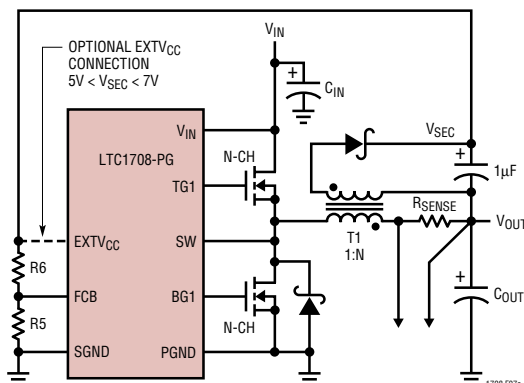 OPTIONAL EXTVCC
CONNECTION
5V < VSEC < 7V
VIN
+
CIN
VIN
LTC1708-PG
N-CH
TG1
VSEC
+
1µF
RSENSE
VOUT
T1
1:N
EXTVCC
SW
R6
FCB
BG1
N-CH
+
COUT
R5
SGND
PGND